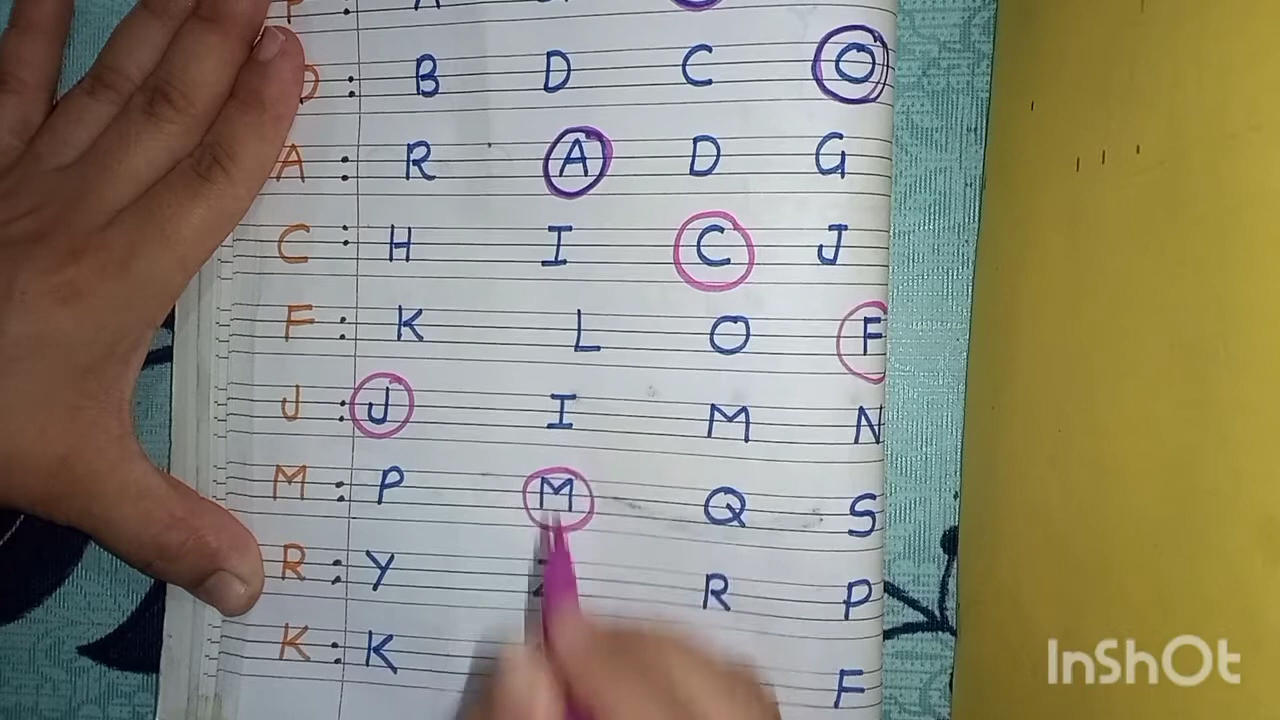 B D C O
A : R A D G
C : H I C J
F : K L O F
J : J I M N
M : P M Q S
R : Y R P
K : K F
InShOt